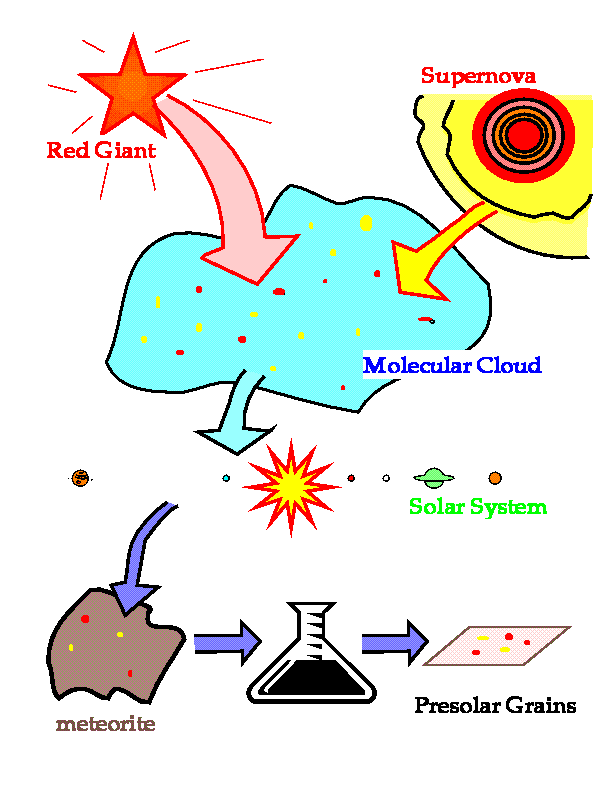 Supernova
Red Giant
Molecular Cloud
Solar System
meteorite
Presolar Grains